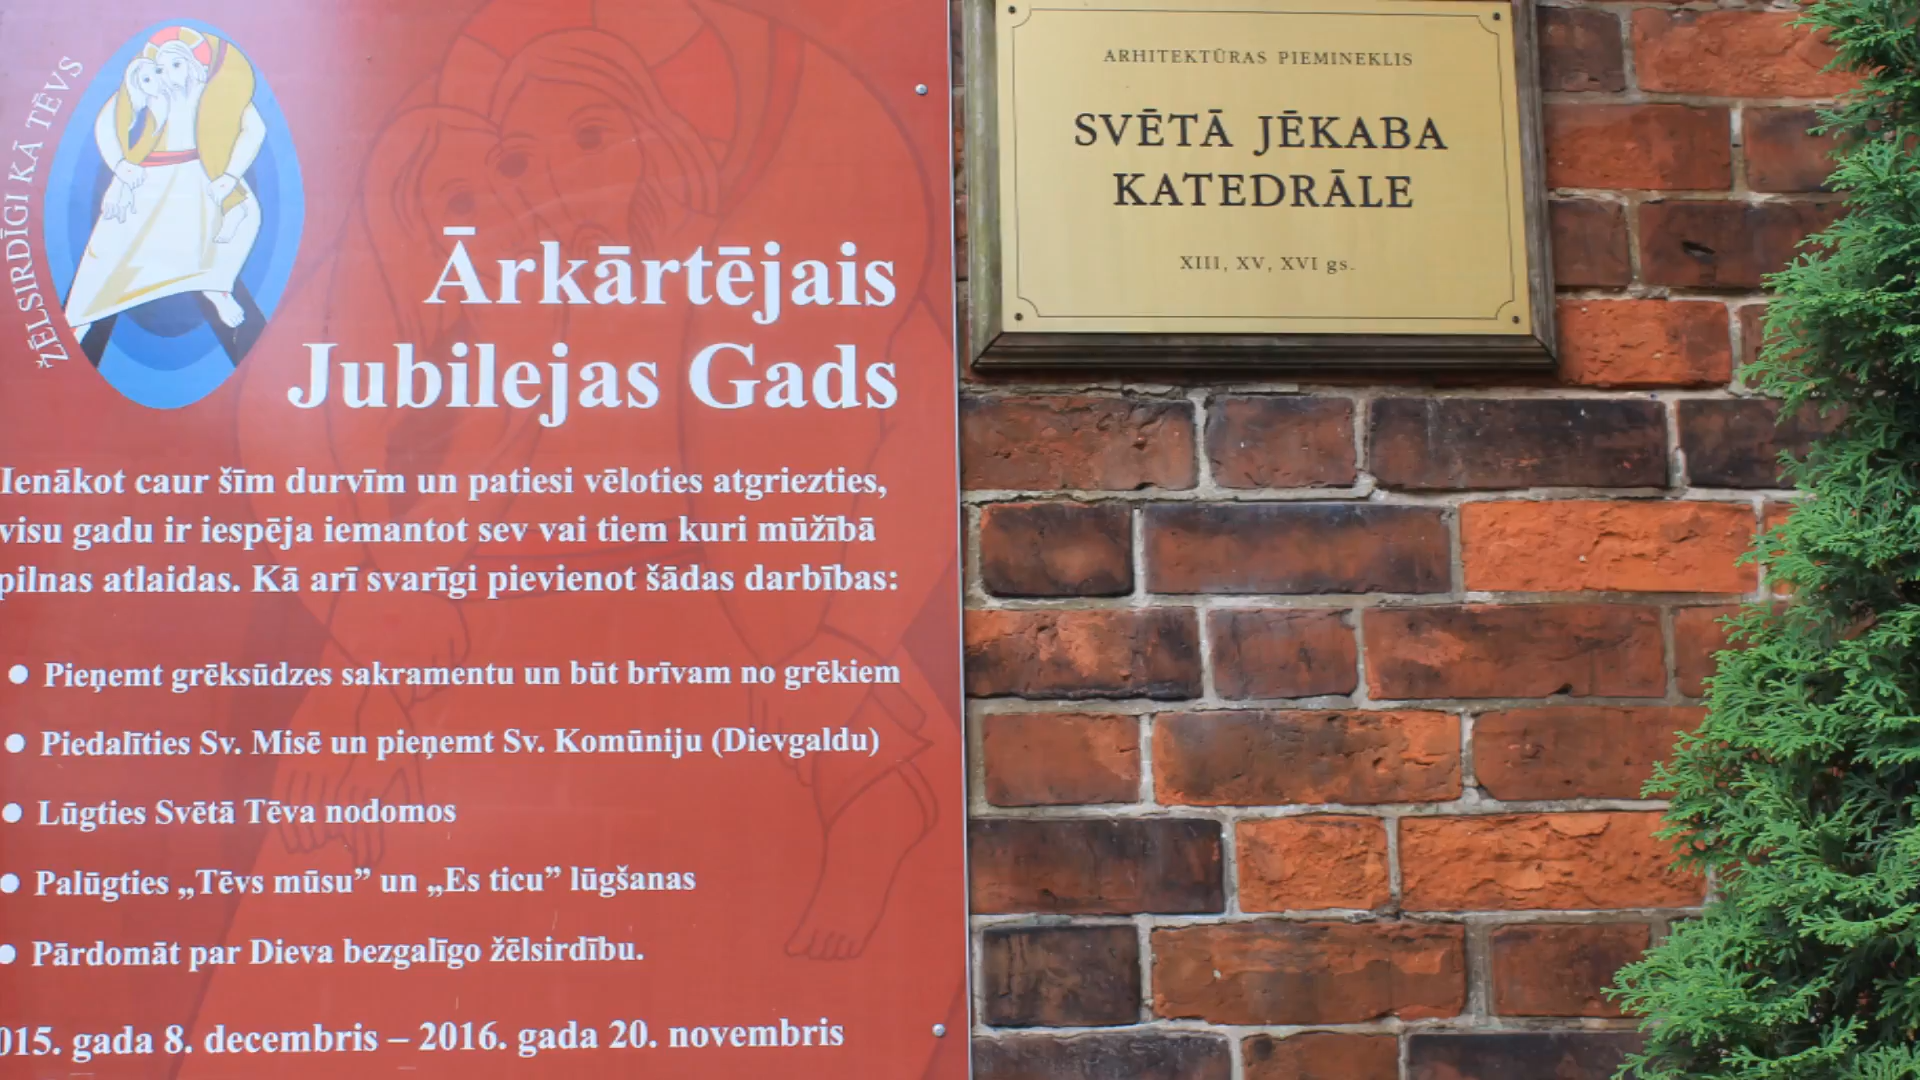 ŽĒLSIRDĪGI KĀ TĒVS
Ārkārtējais
Jubilejas Gads
Ienākot caur šīm durvīm un patiesi vēloties atgriezties,
visu gadu ir iespēja iemantot sev vai tiem kuri mūžībā
pilnas atlaidas. Kā arī svarīgi pievienot šādas darbības:
● Pieņemt grēksūdzes sakramentu un būt brīvam no grēkiem
● Piedalīties Sv. Misē un pieņemt Sv. Komūniju (Dievgaldu)
● Lūgties Svētā Tēva nodomos
● Palūgties „Tēvs mūsu” un „Es ticu” lūgšanas
● Pārdomāt par Dieva bezgalīgo žēlsirdību.
015. gada 8. decembris – 2016. gada 20. novembris
ARHITEKTŪRAS PIEMINEKLIS
SVĒTĀ JĒKABA
KATEDRĀLE
XIII, XV, XVI gs.